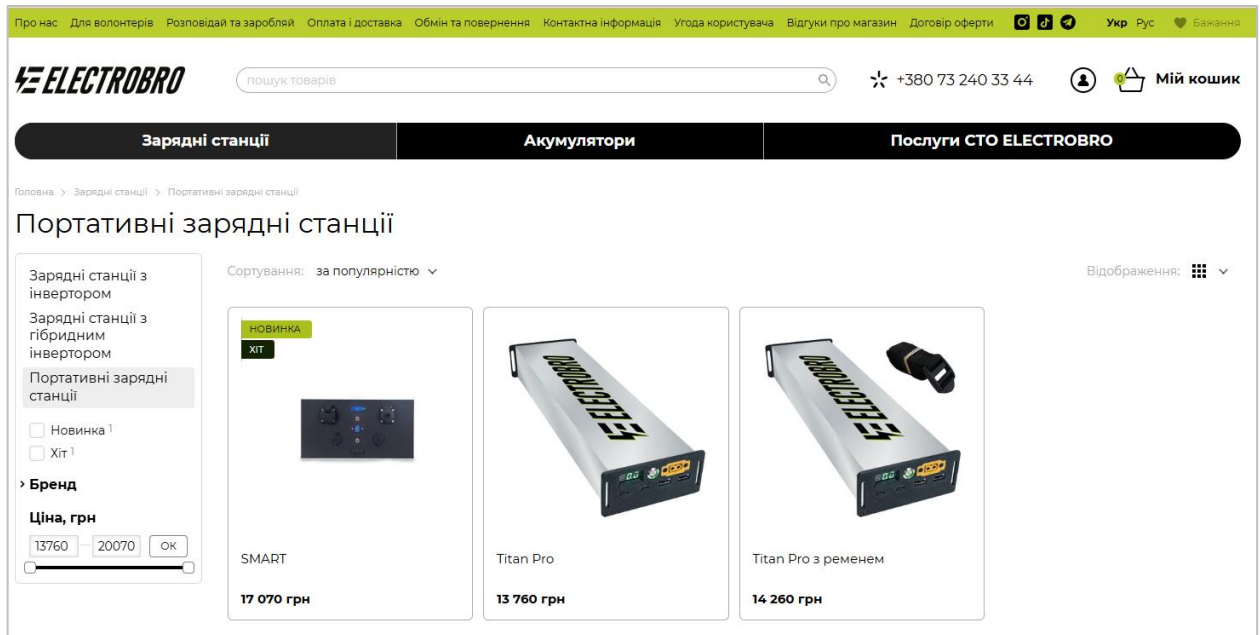 Про нас Для волонтерів Розповідай та заробляй Оплата і доставка Обмін та повернення Контактна інформація Угода користувача Відгуки про магазин Договір оферти Укр Рус Бажання
ELECTROBRO пошук товарів +380 73 240 33 44 0 Мій кошик
Зарядні станції Акумулятори Послуги СТО ELECTROBRO
Головна > Зарядні станції > Портативні зарядні станції
Портативні зарядні станції
Зарядні станції з
інвертором
Зарядні станції з
гібридним
інвертором
Портативні зарядні
станції
Новинка 1
Хіт 1
Бренд
Ціна, грн
13760 — 20070 ОК
Сортування: за популярністю Відображення:
НОВИНКА
ХІТ
SMART
17 070 грн
ELECTROBRO
Titan Pro
13 760 грн
ELECTROBRO
Titan Pro з ременем
14 260 грн